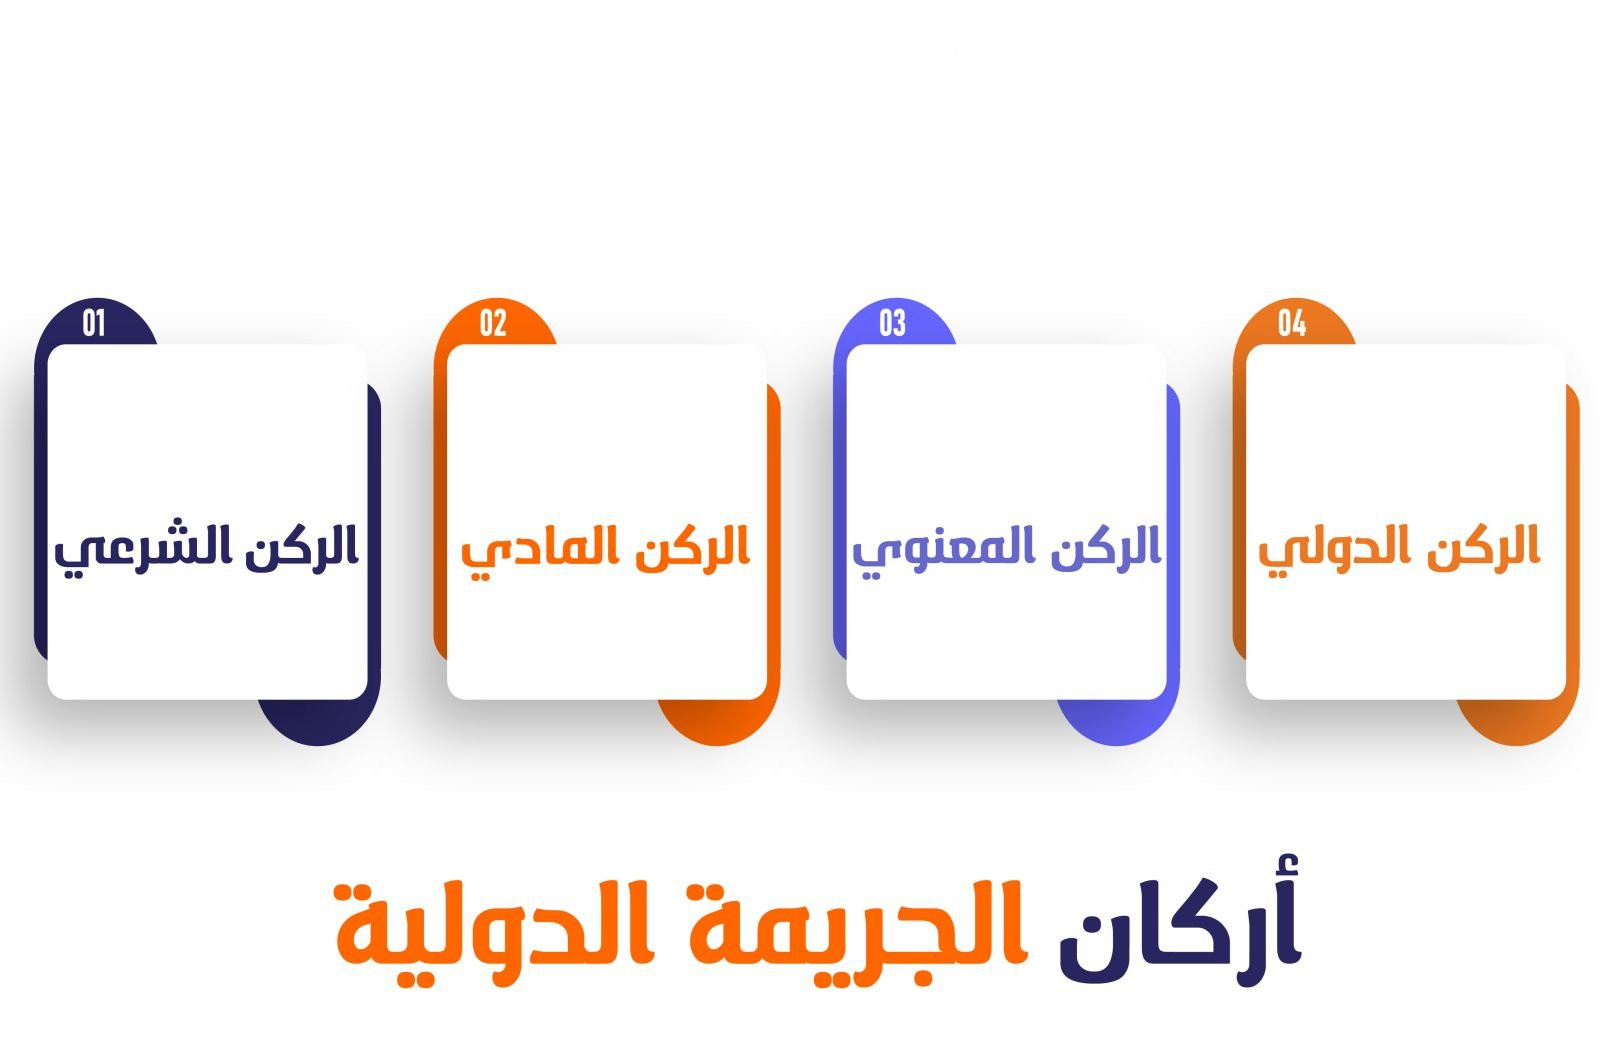 01
الركن الشرعي
02
الركن المادي
03
الركن المعنوي
04
الركن الدولي
أركان الجريمة الدولية